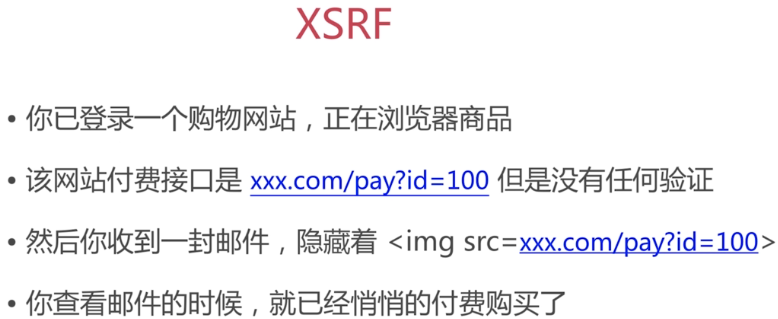 XSRF
• 你已登录一个购物网站，正在浏览器商品
• 该网站付费接口是 xxx.com/pay?id=100 但是没有任何验证
• 然后你收到一封邮件，隐藏着 <img src=xxx.com/pay?id=100>
• 你查看邮件的时候，就已经悄悄的付费购买了